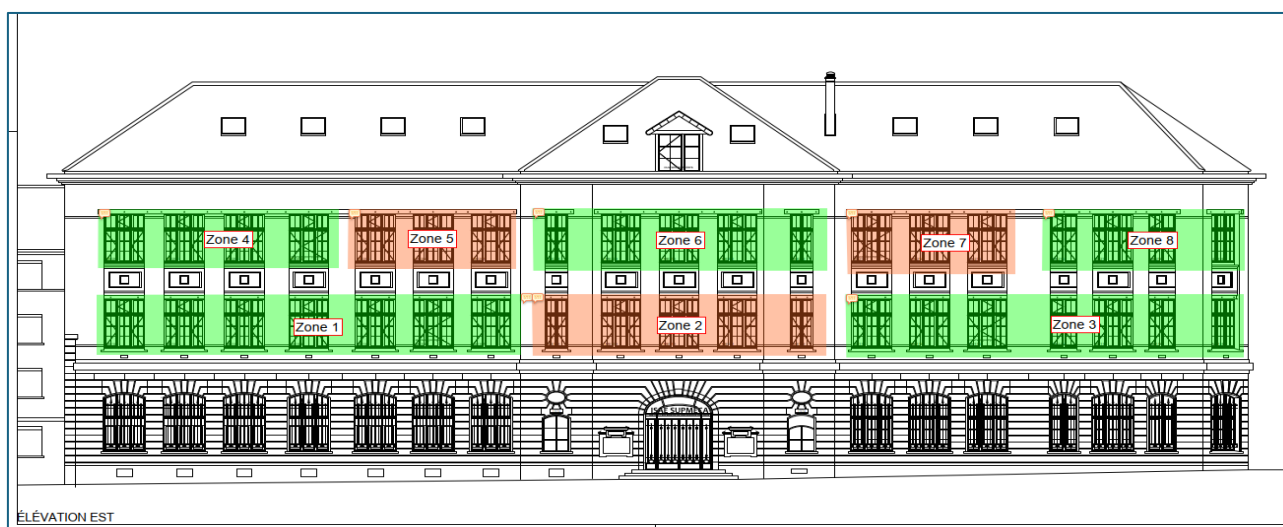 Zone 4
Zone 5
Zone 6
Zone 7
Zone 8
Zone 1
Zone 2
Zone 3
ISAE SUPMECA
ÉLÉVATION EST